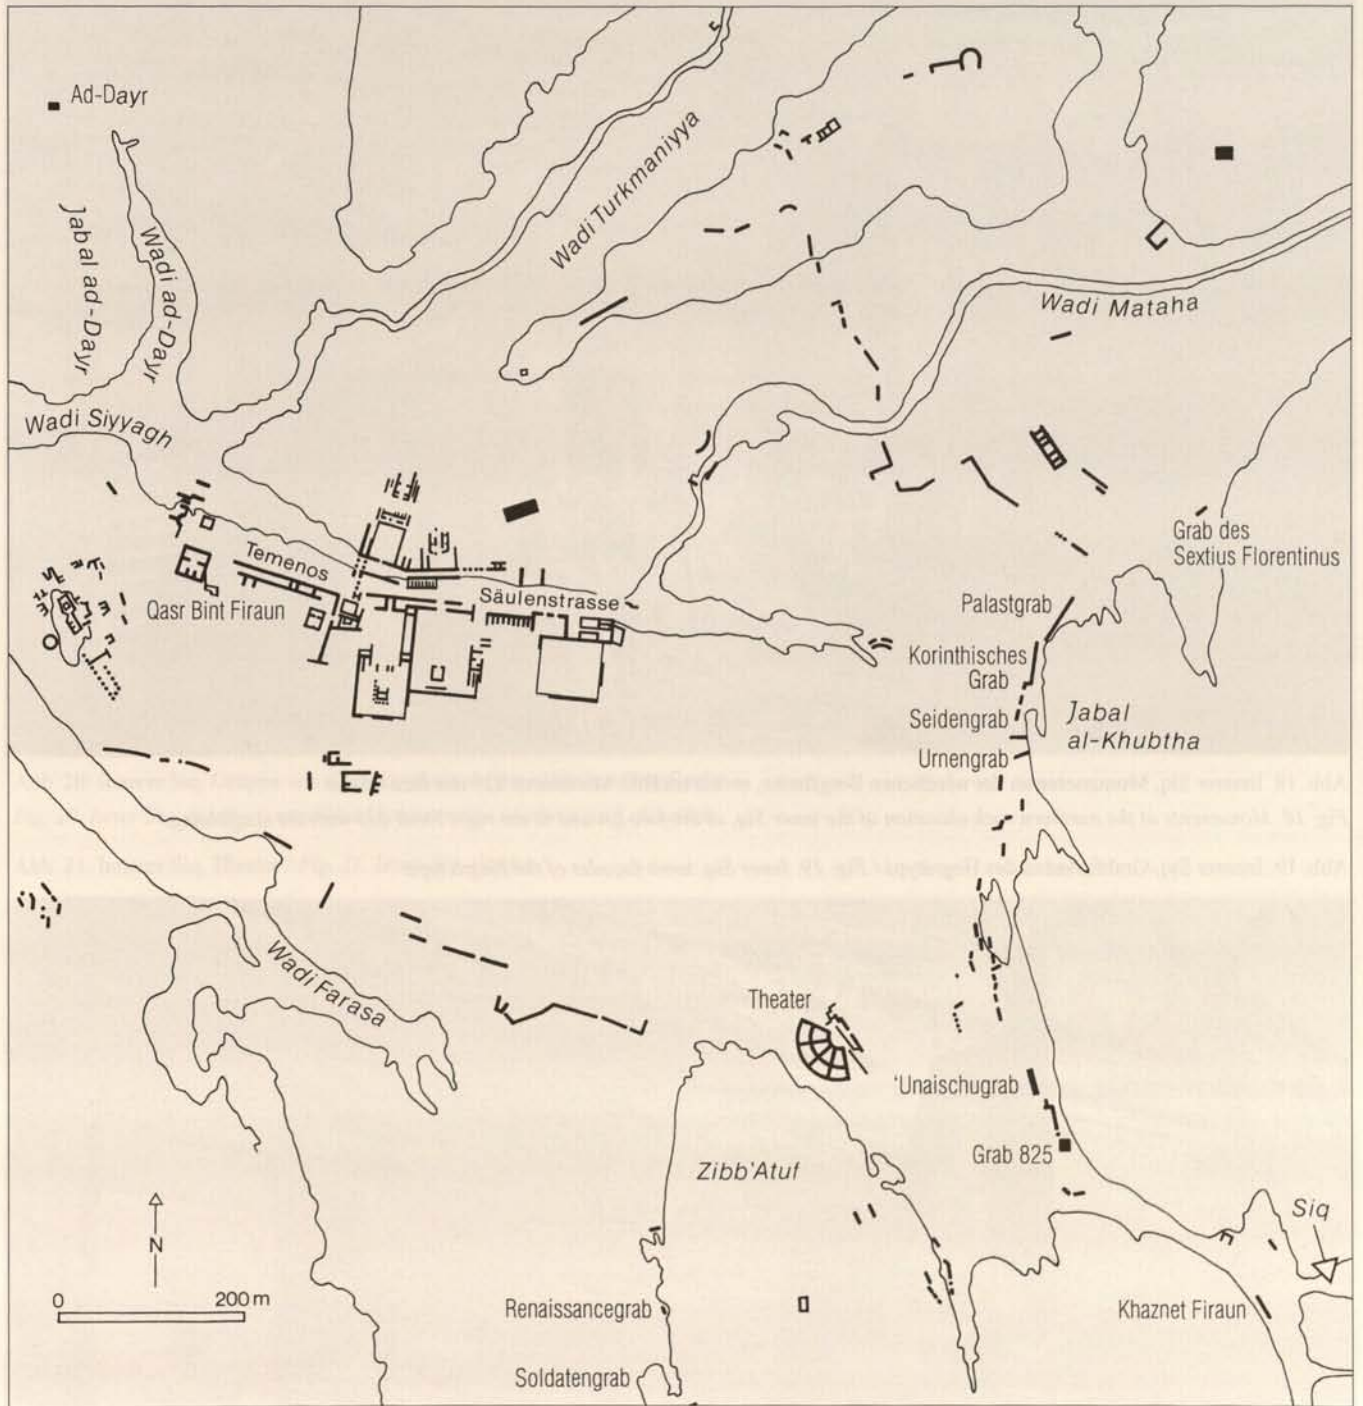 Ad-Dayr
Jabal ad-Dayr
Wadi ad-Dayr
Wadi Turkmaniyya
Wadi Mataha
Wadi Siyyagh
Grab des
Sextius Florentinus
Temenos
Qasr Bint Firaun
Säulenstrasse
Palastgrab
Korinthisches
Grab
Seidengrab
Jabal
al-Khubtha
Urnengrab
Wadi Farasa
Theater
'Unaischugrab
Grab 825
Zibb'Atuf
Siq
N
0 200 m
Renaissancegrab
Khaznet Firaun
Soldatengrab